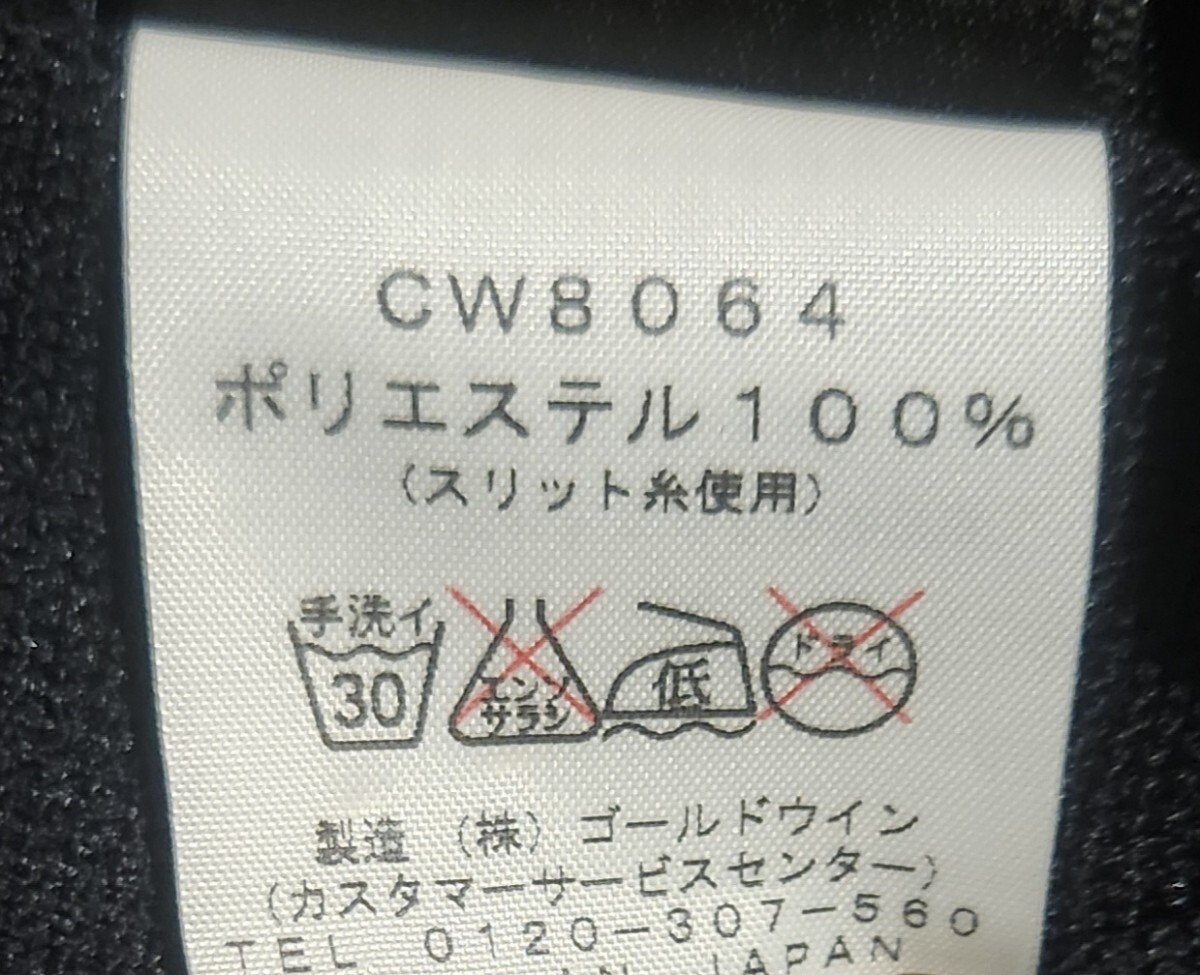 CW8064
ポリエステル100%
(スリット糸使用)
手洗イ
30
エンソ
サラシ
低
ドライ
製造 (株) ゴールドウイン
(カスタマーサービスセンター)
TEL 0120-307-560
JAPAN